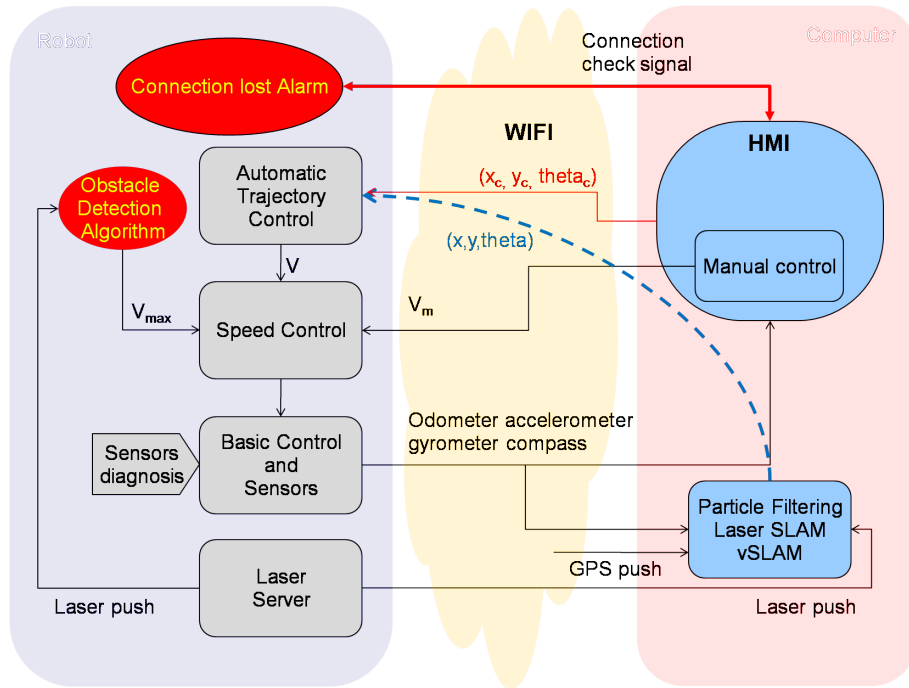 Robot
Computer
Connection
check signal
Connection lost Alarm
WIFI
HMI
Automatic
Trajectory
Control
(xc, yc, thetac)
Obstacle
Detection
Algorithm
(x,y,theta)
Manual control
V
Vmax
Vm
Speed Control
Odometer accelerometer
gyrometer compass
Basic Control
and
Sensors
Sensors
diagnosis
Particle Filtering
Laser SLAM
vSLAM
GPS push
Laser
Server
Laser push
Laser push